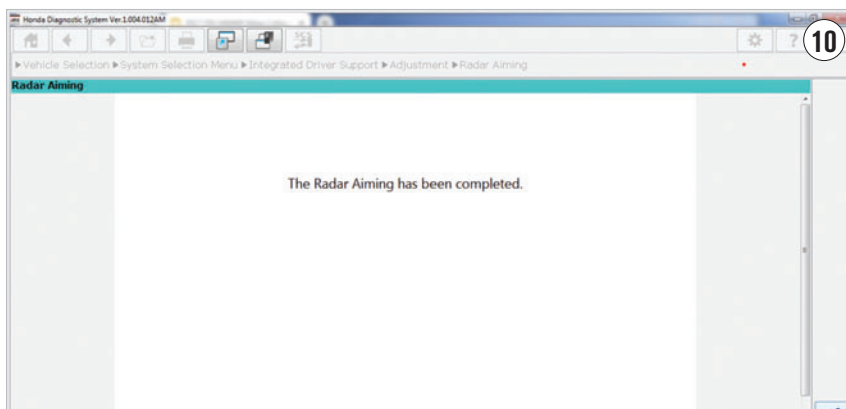 Honda Diagnostic System Ver.1.004.012AM
? 10
▶Vehicle Selection ▶System Selection Menu ▶Integrated Driver Support ▶Adjustment ▶Radar Aiming
Radar Aiming
The Radar Aiming has been completed.